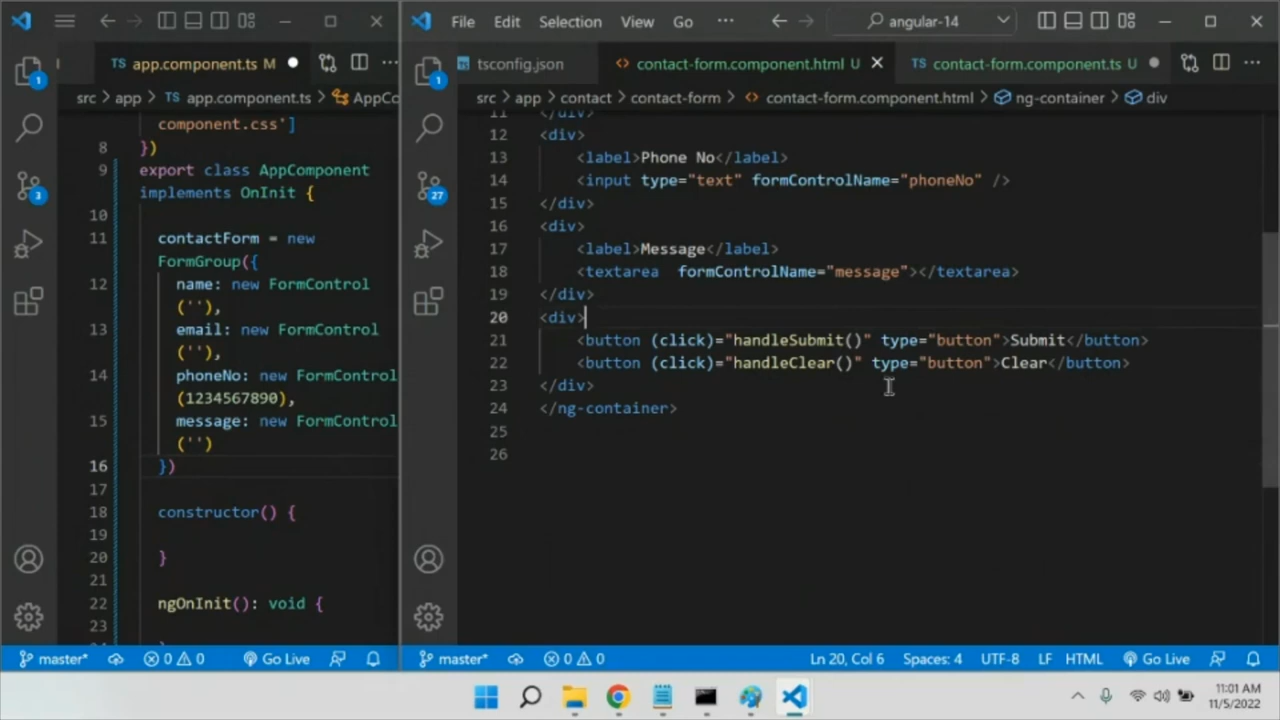 File Edit Selection View Go ··· angular-14
TS app.component.ts M
tsconfig.json
<> contact-form.component.html U
TS contact-form.component.ts U
src > app > TS app.component.ts > AppCo
src > app > contact > contact-form > <> contact-form.component.html > ng-container > div
component.css']
8 })
9 export class AppComponent
implements OnInit {
10
11 contactForm = new
FormGroup({
12 name: new FormControl
(''),
13 email: new FormControl
(''),
14 phoneNo: new FormControl
(1234567890),
15 message: new FormControl
('')
16 })
17
18 constructor() {
19
20 }
21
22 ngOnInit(): void {
23
11 </div>
12 <div>
13 <label>Phone No</label>
14 <input type="text" formControlName="phoneNo" />
15 </div>
16 <div>
17 <label>Message</label>
18 <textarea  formControlName="message"></textarea>
19 </div>
20 <div>
21 <button (click)="handleSubmit()" type="button">Submit</button>
22 <button (click)="handleClear()" type="button">Clear</button>
23 </div>
24 </ng-container>
25
26
1
3
1
27
master* 0 0 Go Live
master* 0 0 Ln 20, Col 6 Spaces: 4 UTF-8 LF HTML Go Live
11:01 AM
11/5/2022